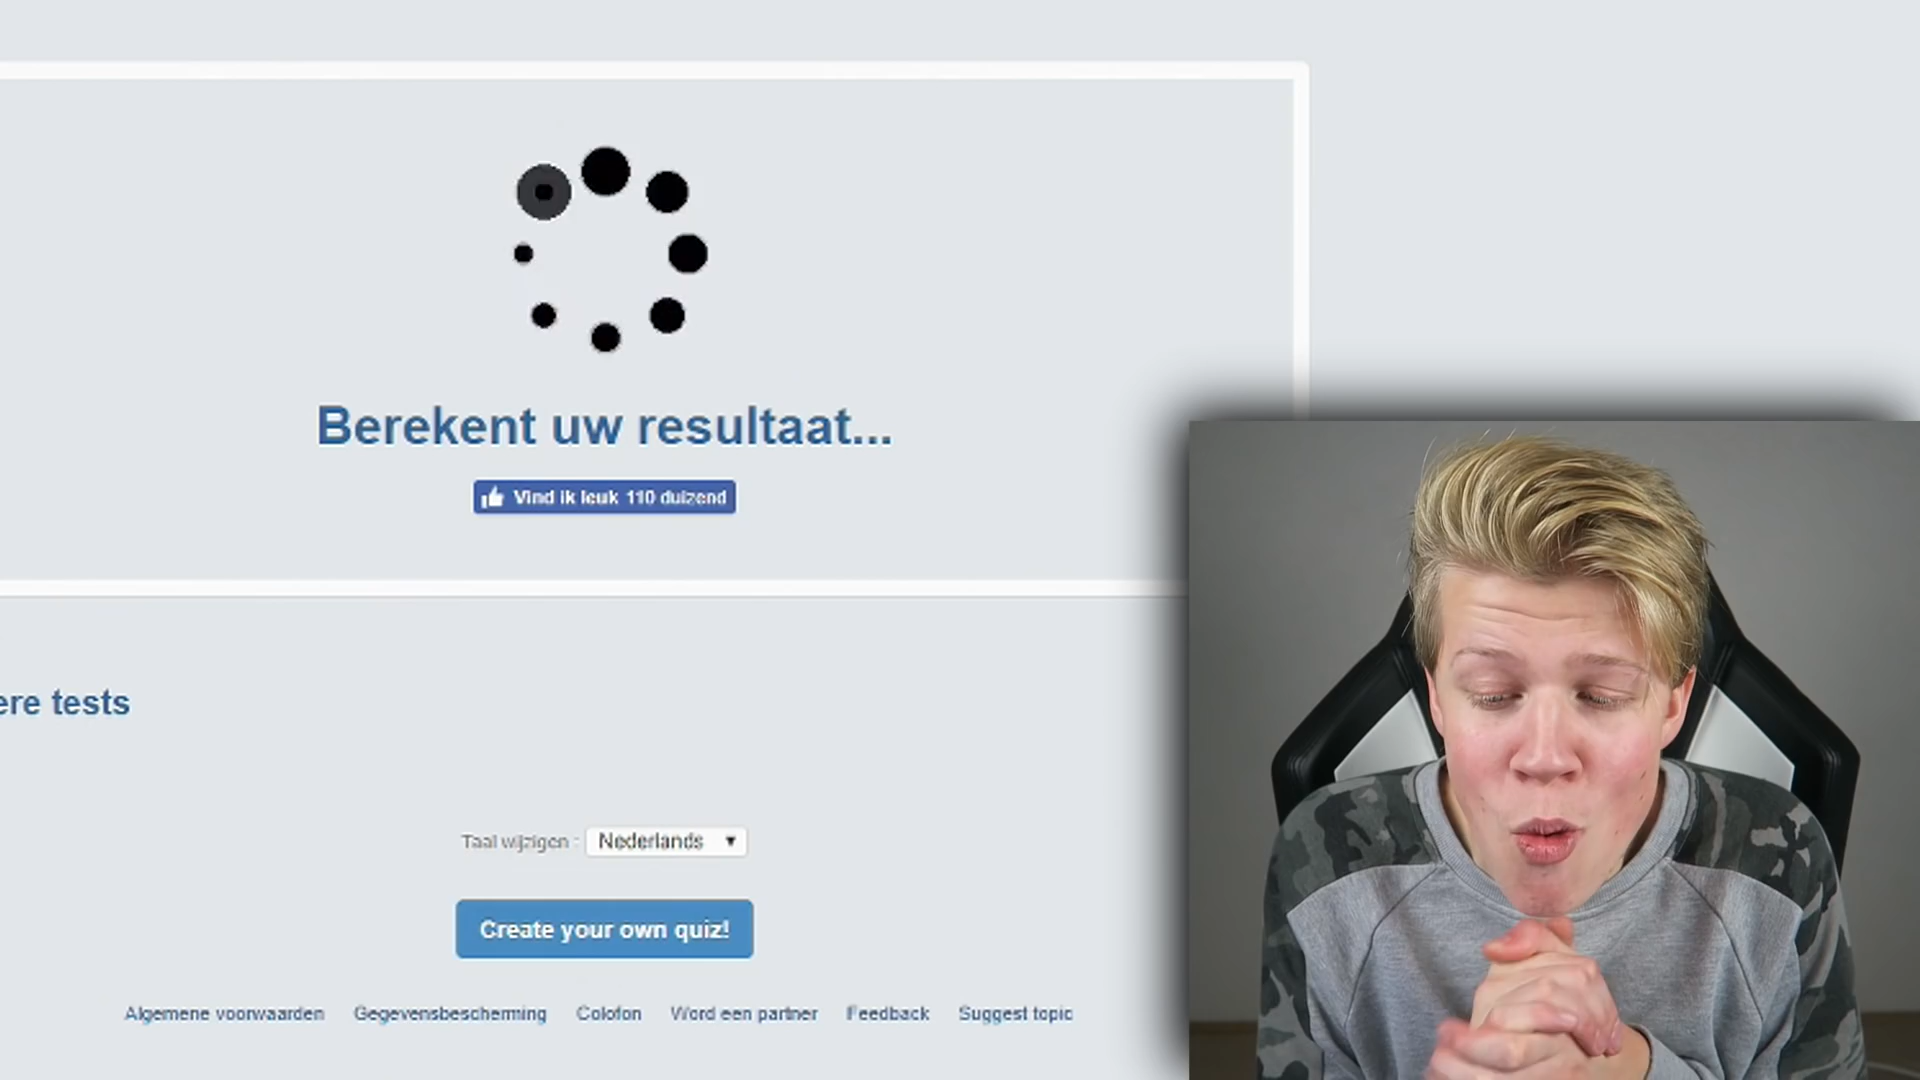 Berekent uw resultaat...
Vind ik leuk 110 duizend
ere tests
Taal wijzigen : Nederlands
Create your own quiz!
Algemene voorwaarden Gegevensbescherming Colofon Word een partner Feedback Suggest topic